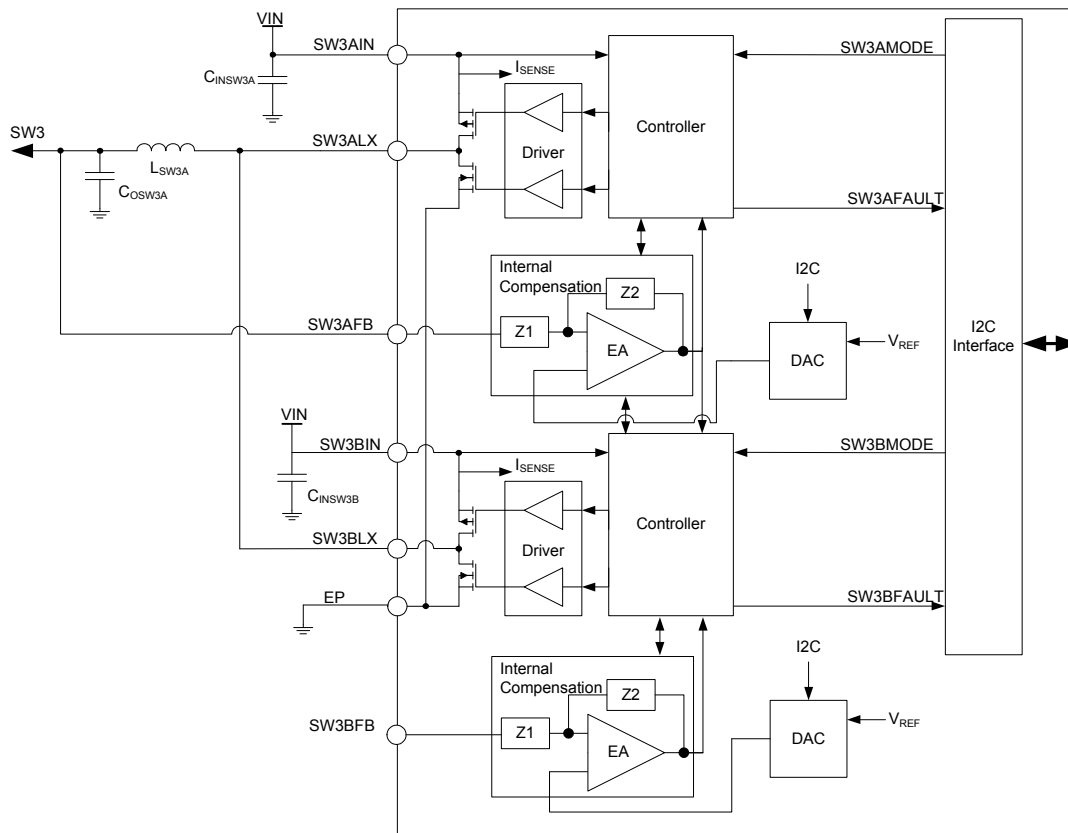 VIN
SW3AIN
CINSW3A
ISENSE
SW3AMODE
Controller
SW3
SW3ALX
LSW3A
COSW3A
Driver
SW3AFAULT
Internal
Compensation
Z2
I2C
SW3AFB
Z1
EA
DAC
VREF
I2C
Interface
VIN
SW3BIN
CINSW3B
ISENSE
SW3BMODE
Controller
SW3BLX
Driver
EP
SW3BFAULT
Internal
Compensation
Z2
I2C
SW3BFB
Z1
EA
DAC
VREF